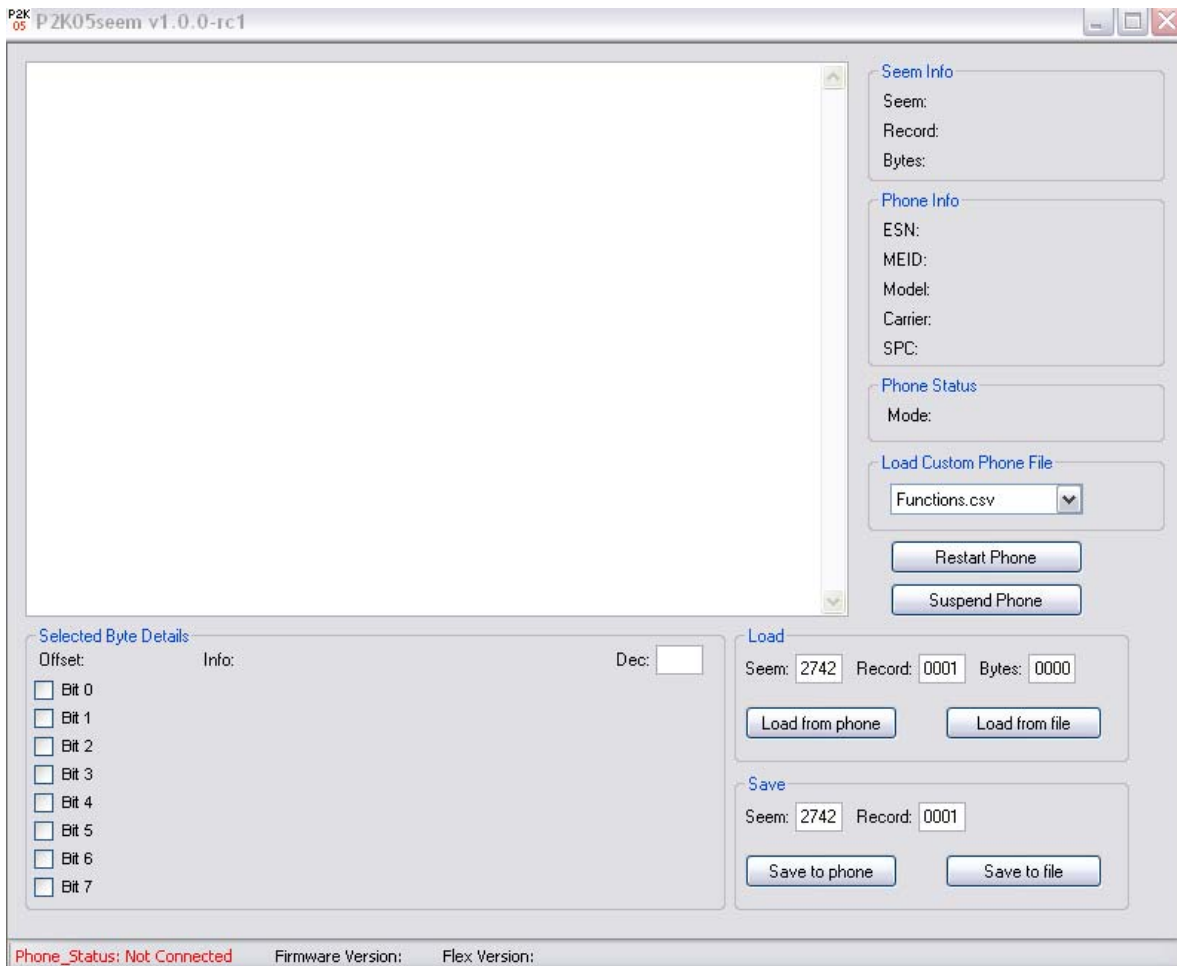 P2K
05
P2K05seem v1.0.0-rc1
Seem Info
Seem:
Record:
Bytes:
Phone Info
ESN:
MEID:
Model:
Carrier:
SPC:
Phone Status
Mode:
Load Custom Phone File
Functions.csv
Restart Phone
Suspend Phone
Selected Byte Details
Offset: Info: Dec:
Bit 0
Bit 1
Bit 2
Bit 3
Bit 4
Bit 5
Bit 6
Bit 7
Load
Seem: 2742 Record: 0001 Bytes: 0000
Load from phone Load from file
Save
Seem: 2742 Record: 0001
Save to phone Save to file
Phone_Status: Not Connected Firmware Version: Flex Version: